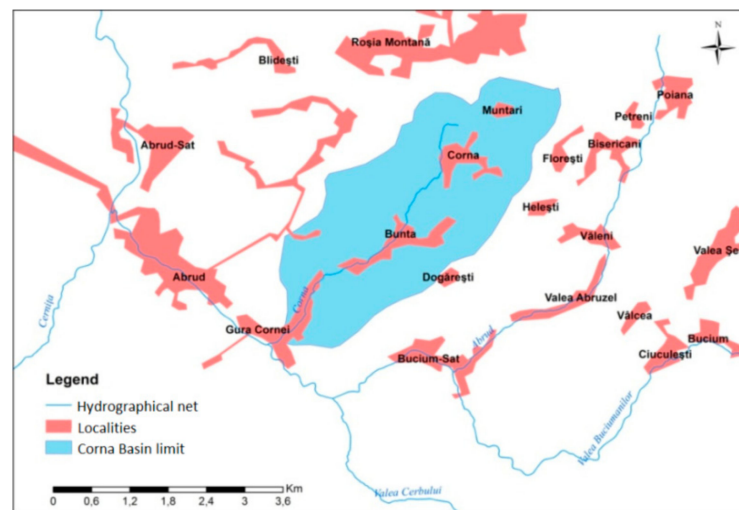 N
Roșia Montană
Blidești
Poiana
Muntari
Petreni
Abrud-Sat
Corna
Florești
Bisericani
Helești
Bunta
Văleni
Valea Șe
Abrud
Dogărești
Cernița
Corna
Valea Abruzel
Gura Cornei
Vâlcea
Abrud
Bucium
Bucium-Sat
Ciuculești
Valea Buciumanilor
Valea Cerbului
Legend
Hydrographical net
Localities
Corna Basin limit
Km
0 0,6 1,2 1,8 2,4 3,0 3,6